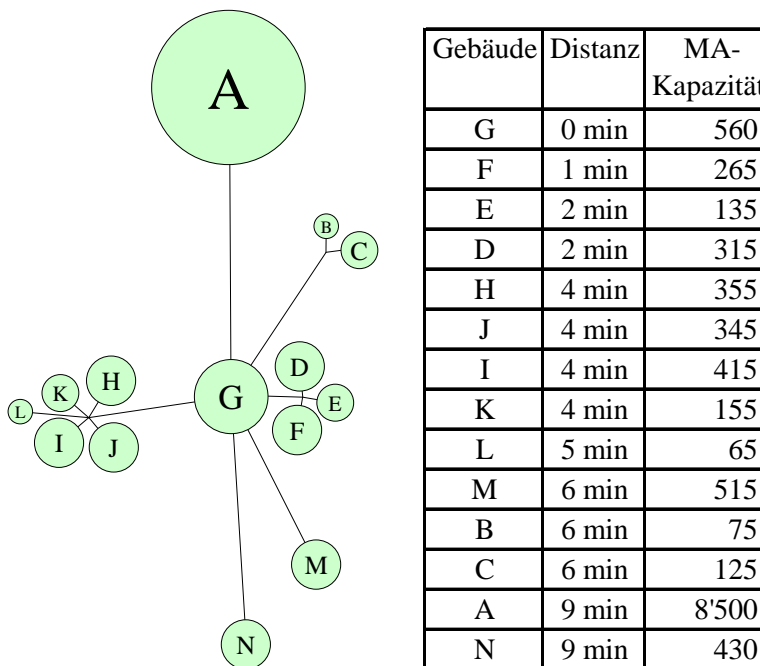 A
B
C
D
E
F
G
H
K
L
I
J
M
N
Gebäude Distanz MA-
Kapazität
G 0 min 560
F 1 min 265
E 2 min 135
D 2 min 315
H 4 min 355
J 4 min 345
I 4 min 415
K 4 min 155
L 5 min 65
M 6 min 515
B 6 min 75
C 6 min 125
A 9 min 8'500
N 9 min 430